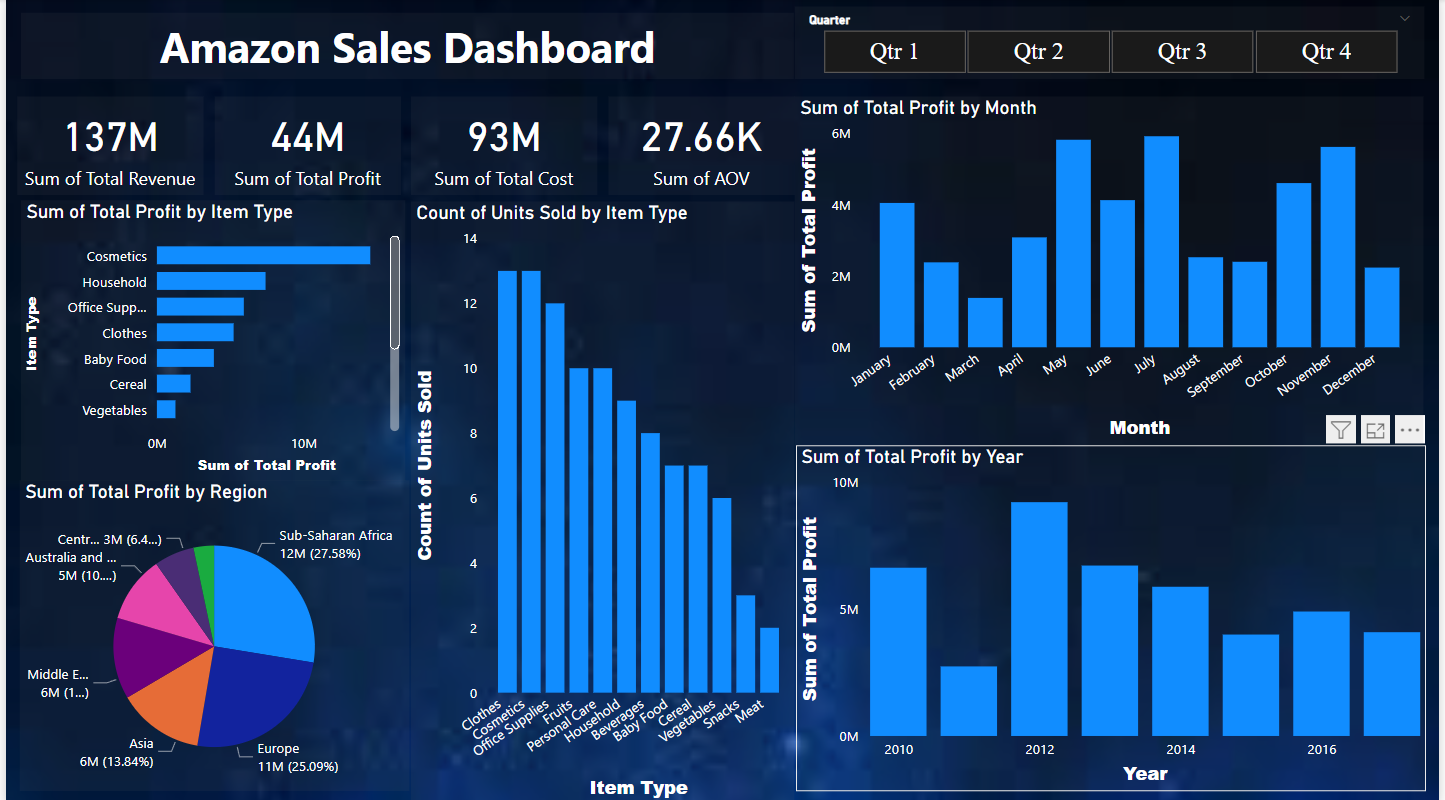 Amazon Sales Dashboard
Quarter
Qtr 1
Qtr 2
Qtr 3
Qtr 4
137M
Sum of Total Revenue
44M
Sum of Total Profit
93M
Sum of Total Cost
27.66K
Sum of AOV
Sum of Total Profit by Item Type
Item Type
Cosmetics
Household
Office Supp...
Clothes
Baby Food
Cereal
Vegetables
0M
10M
Sum of Total Profit
Sum of Total Profit by Region
Centr... 3M (6.4...)
Australia and ...
5M (10....)
Middle E...
6M (1...)
Asia
6M (13.84%)
Europe
11M (25.09%)
Sub-Saharan Africa
12M (27.58%)
Count of Units Sold by Item Type
Count of Units Sold
14
12
10
8
6
4
2
0
Clothes
Cosmetics
Office Supplies
Fruits
Personal Care
Household
Beverages
Baby Food
Cereal
Vegetables
Snacks
Meat
Item Type
Sum of Total Profit by Month
Sum of Total Profit
6M
4M
2M
0M
January
February
March
April
May
June
July
August
September
October
November
December
Month
Sum of Total Profit by Year
Sum of Total Profit
10M
5M
0M
2010
2012
2014
2016
Year